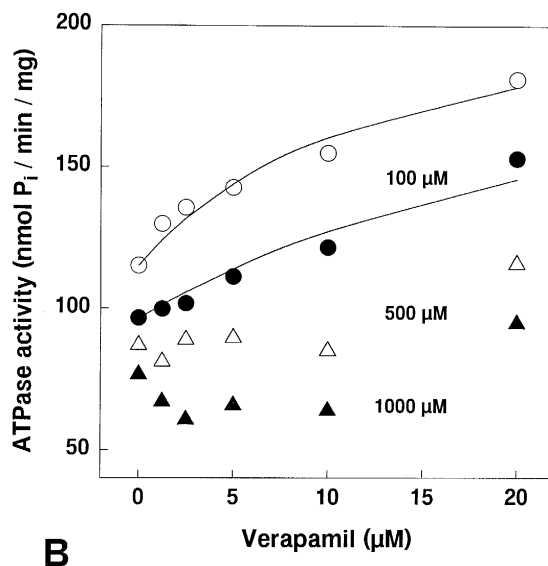 200
150
100
50
ATPase activity (nmol Pi / min / mg)
100 μM
500 μM
1000 μM
0 5 10 15 20
Verapamil (μM)
B